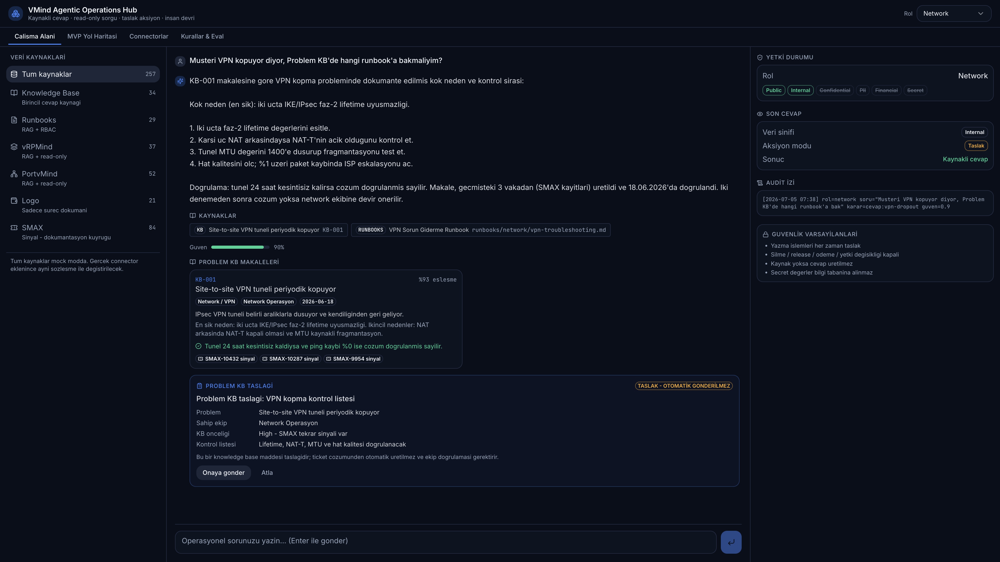 VMind Agentic Operations Hub
Kaynakli cevap · read-only sorgu · taslak aksiyon · insan devri
Rol
Network
Calisma Alani
MVP Yol Haritasi
Connectorlar
Kurallar & Eval
VERİ KAYNAKLARİ
Tum kaynaklar
257
Knowledge Base
34
Birincil cevap kaynagi
Runbooks
29
RAG + RBAC
vRPMind
37
RAG + read-only
PortvMind
52
RAG + read-only
Logo
21
Sadece surec dokumani
SMAX
84
Sinyal - dokumantasyon kuyrugu
Tum kaynaklar mock modda. Gercek connector
eklenince ayni sozlesme ile degistirilecek.
Musteri VPN kopuyor diyor, Problem KB'de hangi runbook'a bakmaliyim?
KB-001 makalesine gore VPN kopma probleminde dokumante edilmis kok neden ve kontrol sirasi:
Kok neden (en sik): iki ucta IKE/IPsec faz-2 lifetime uyusmazligi.
1. Iki ucta faz-2 lifetime degerlerini esitle.
2. Karsi uc NAT arkasindaysa NAT-T'nin acik oldugunu kontrol et.
3. Tunel MTU degerini 1400'e dusurup fragmantasyonu test et.
4. Hat kalitesini olc; %1 uzeri paket kaybinda ISP eskalasyonu ac.
Dogrulama: tunel 24 saat kesintisiz kalirsa cozum dogrulanmis sayilir. Makale, gecmisteki 3 vakadan (SMAX kayitlari) uretildi ve 18.06.2026'da dogrulandi. Iki
denemeden sonra cozum yoksa network ekibine devir onerilir.
KAYNAKLAR
KB Site-to-site VPN tuneli periyodik kopuyor KB-001
RUNBOOKS VPN Sorun Giderme Runbook runbooks/network/vpn-troubleshooting.md
Guven
90%
PROBLEM KB MAKALELERİ
KB-001
%93 eslesme
Site-to-site VPN tuneli periyodik kopuyor
Network / VPN
Network Operasyon
2026-06-18
IPsec VPN tuneli belirli araliklarla dusuyor ve kendiliginden geri geliyor.
En sik neden: iki ucta IKE/IPsec faz-2 lifetime uyusmazligi. Ikincil nedenler: NAT
arkasinda NAT-T kapali olmasi ve MTU kaynakli fragmantasyon.
Tunel 24 saat kesintisiz kaldiysa ve ping kaybi %0 ise cozum dogrulanmis sayilir.
SMAX-10432 sinyal
SMAX-10287 sinyal
SMAX-9954 sinyal
PROBLEM KB TASLAGİ
TASLAK - OTOMATİK GONDERİLMEZ
Problem KB taslagi: VPN kopma kontrol listesi
Problem
Site-to-site VPN tuneli periyodik kopuyor
Sahip ekip
Network Operasyon
KB onceligi
High - SMAX tekrar sinyali var
Kontrol listesi
Lifetime, NAT-T, MTU ve hat kalitesi dogrulanacak
Bu bir knowledge base maddesi taslagidir; ticket cozumunden otomatik uretilmez ve ekip dogrulamasi gerektirir.
Onaya gonder
Atla
Operasyonel sorunuzu yazin... (Enter ile gonder)
YETKİ DURUMU
Rol
Network
Public
Internal
Confidential
PII
Financial
Secret
SON CEVAP
Veri sinifi
Internal
Aksiyon modu
Taslak
Sonuc
Kaynakli cevap
AUDİT İZİ
[2026-07-05 07:38] rol=network soru="Musteri VPN kopuyor diyor, Problem
KB'de hangi runbook'a bak" karar=cevap:vpn-dropout guven=0.9
GUVENLİK VARSAYİLANLARİ
• Yazma islemleri her zaman taslak
• Silme / release / odeme / yetki degisikligi kapali
• Kaynak yoksa cevap uretilmez
• Secret degerler bilgi tabanina alinmaz